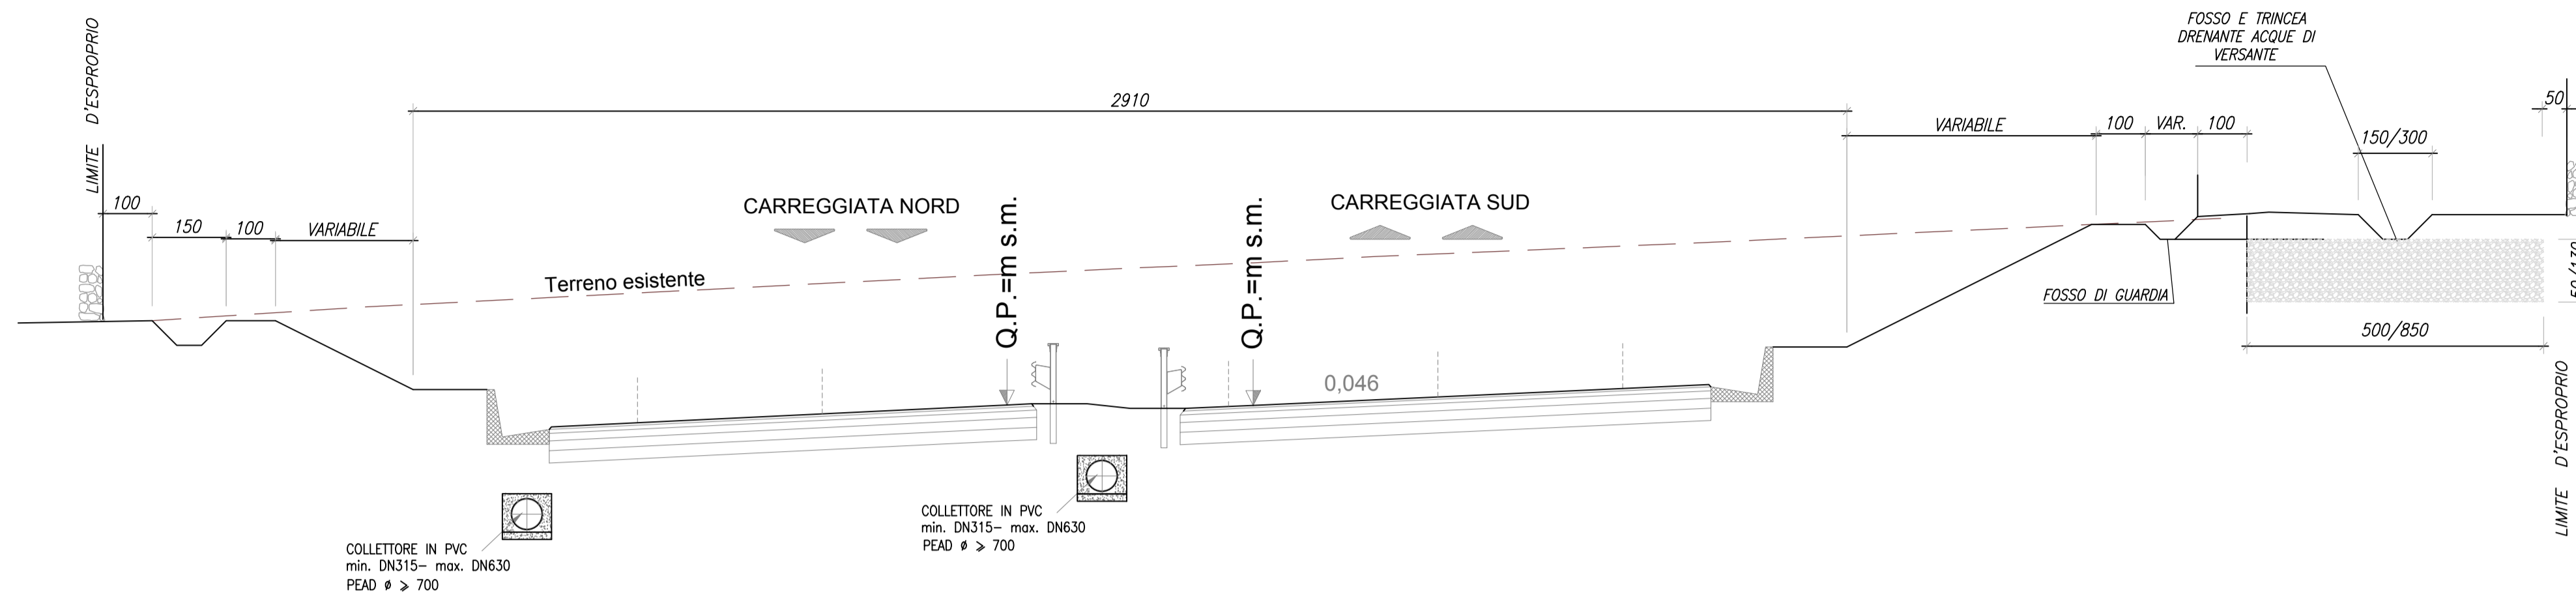 LIMITE D'ESPROPRIO
FOSSO E TRINCEA
DRENANTE ACQUE DI
VERSANTE
2910
50
VARIABILE
100
VAR.
100
150/300
100
150
100
VARIABILE
CARREGGIATA NORD
CARREGGIATA SUD
Q.P.=m s.m.
Q.P.=m s.m.
Terreno esistente
FOSSO DI GUARDIA
50/130
500/850
0,046
LIMITE D'ESPROPRIO
COLLETTORE IN PVC
min. DN315- max. DN630
PEAD ø ⩾ 700
COLLETTORE IN PVC
min. DN315- max. DN630
PEAD ø ⩾ 700